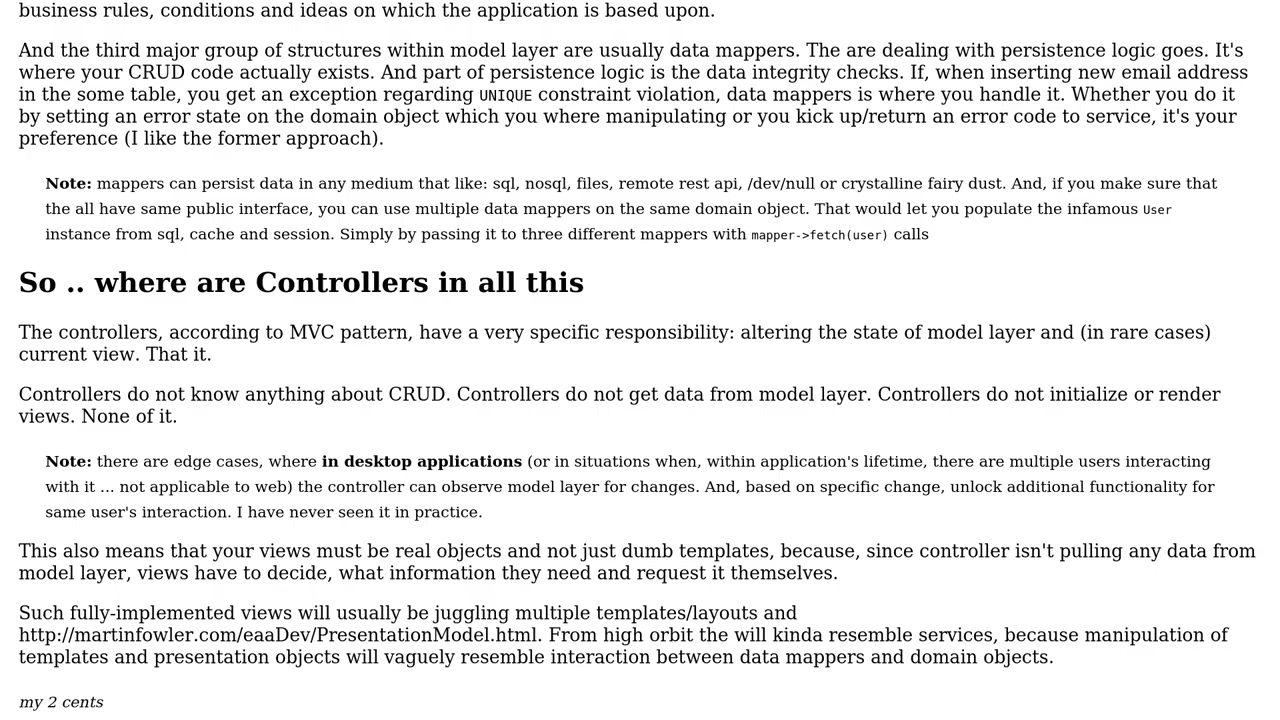 business rules, conditions and ideas on which the application is based upon.
And the third major group of structures within model layer are usually data mappers. The are dealing with persistence logic goes. It's
where your CRUD code actually exists. And part of persistence logic is the data integrity checks. If, when inserting new email address
in the some table, you get an exception regarding UNIQUE constraint violation, data mappers is where you handle it. Whether you do it
by setting an error state on the domain object which you where manipulating or you kick up/return an error code to service, it's your
preference (I like the former approach).
Note: mappers can persist data in any medium that like: sql, nosql, files, remote rest api, /dev/null or crystalline fairy dust. And, if you make sure that
the all have same public interface, you can use multiple data mappers on the same domain object. That would let you populate the infamous User
instance from sql, cache and session. Simply by passing it to three different mappers with mapper->fetch(user) calls
So .. where are Controllers in all this
The controllers, according to MVC pattern, have a very specific responsibility: altering the state of model layer and (in rare cases)
current view. That it.
Controllers do not know anything about CRUD. Controllers do not get data from model layer. Controllers do not initialize or render
views. None of it.
Note: there are edge cases, where in desktop applications (or in situations when, within application's lifetime, there are multiple users interacting
with it ... not applicable to web) the controller can observe model layer for changes. And, based on specific change, unlock additional functionality for
same user's interaction. I have never seen it in practice.
This also means that your views must be real objects and not just dumb templates, because, since controller isn't pulling any data from
model layer, views have to decide, what information they need and request it themselves.
Such fully-implemented views will usually be juggling multiple templates/layouts and
http://martinfowler.com/eaaDev/PresentationModel.html. From high orbit the will kinda resemble services, because manipulation of
templates and presentation objects will vaguely resemble interaction between data mappers and domain objects.
my 2 cents